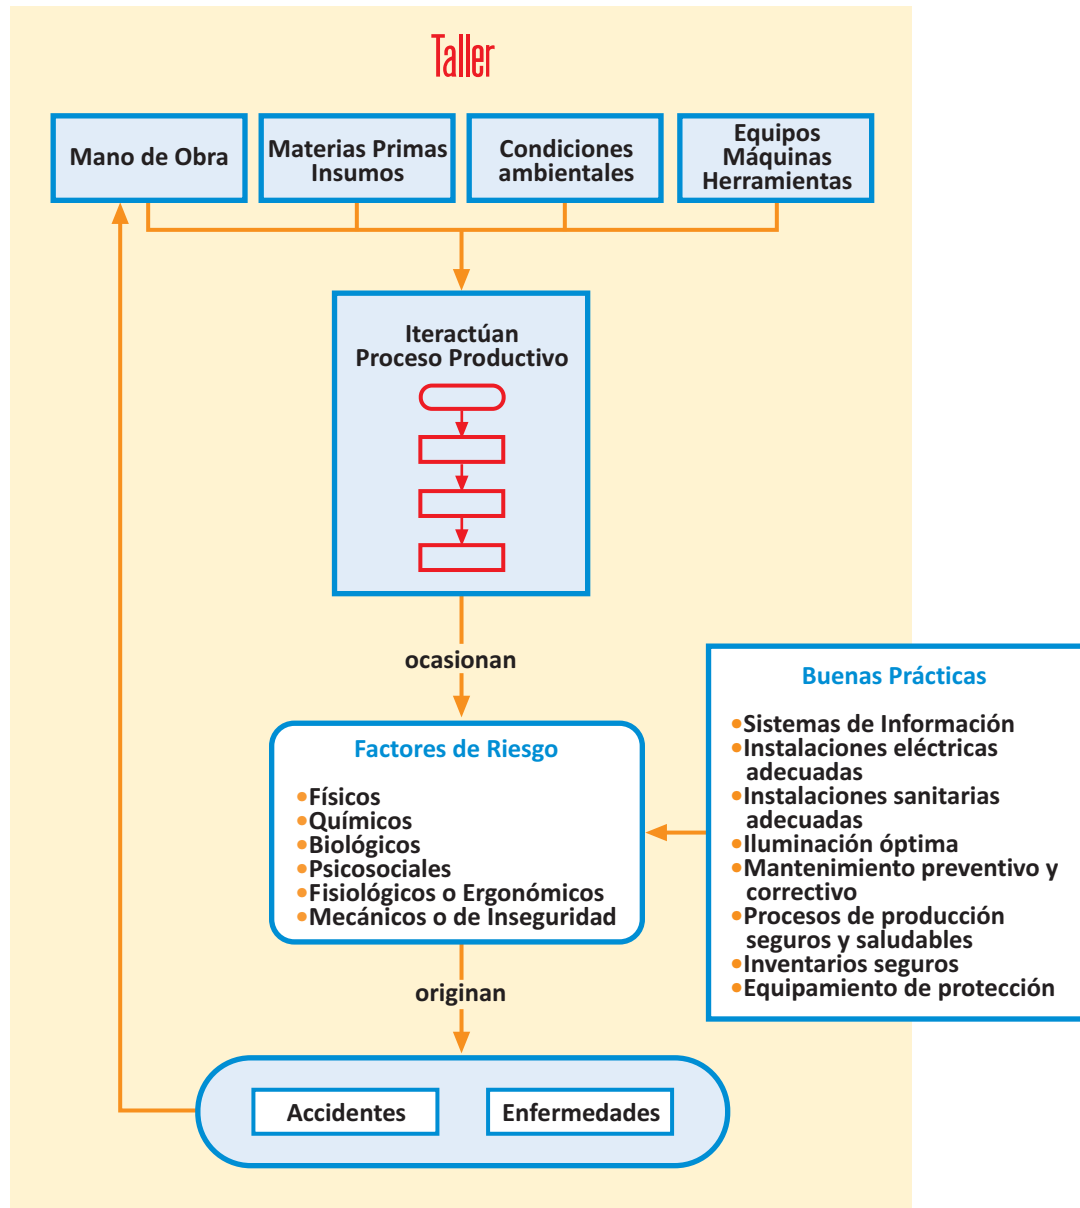 Taller
Mano de Obra
Materias Primas
Insumos
Condiciones
ambientales
Equipos
Máquinas
Herramientas
Iteractúan
Proceso Productivo
ocasionan
Factores de Riesgo
•Físicos
•Químicos
•Biológicos
•Psicosociales
•Fisiológicos o Ergonómicos
•Mecánicos o de Inseguridad
Buenas Prácticas
•Sistemas de Información
•Instalaciones eléctricas
adecuadas
•Instalaciones sanitarias
adecuadas
•Iluminación óptima
•Mantenimiento preventivo y
correctivo
•Procesos de producción
seguros y saludables
•Inventarios seguros
•Equipamiento de protección
originan
Accidentes
Enfermedades